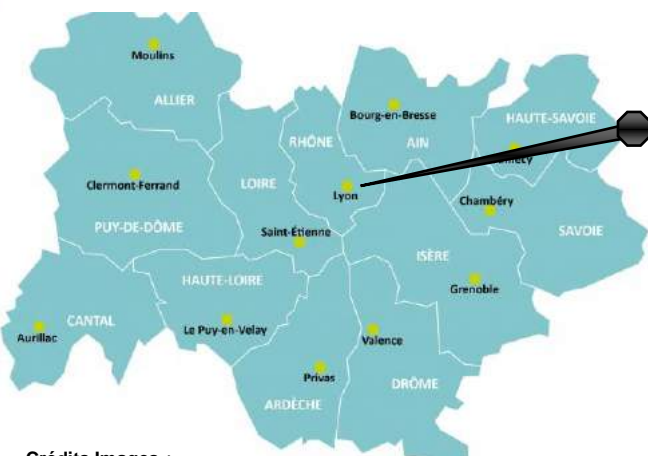 Moulins
ALLIER
Bourg-en-Bresse
HAUTE-SAVOIE
RHÔNE
AIN
Clermont-Ferrand
LOIRE
Lyon
Chambéry
PUY-DE-DÔME
Saint-Étienne
SAVOIE
ISÈRE
HAUTE-LOIRE
Grenoble
CANTAL
Le Puy-en-Velay
Aurillac
Valence
Privas
DRÔME
ARDÈCHE
Crédits Images :